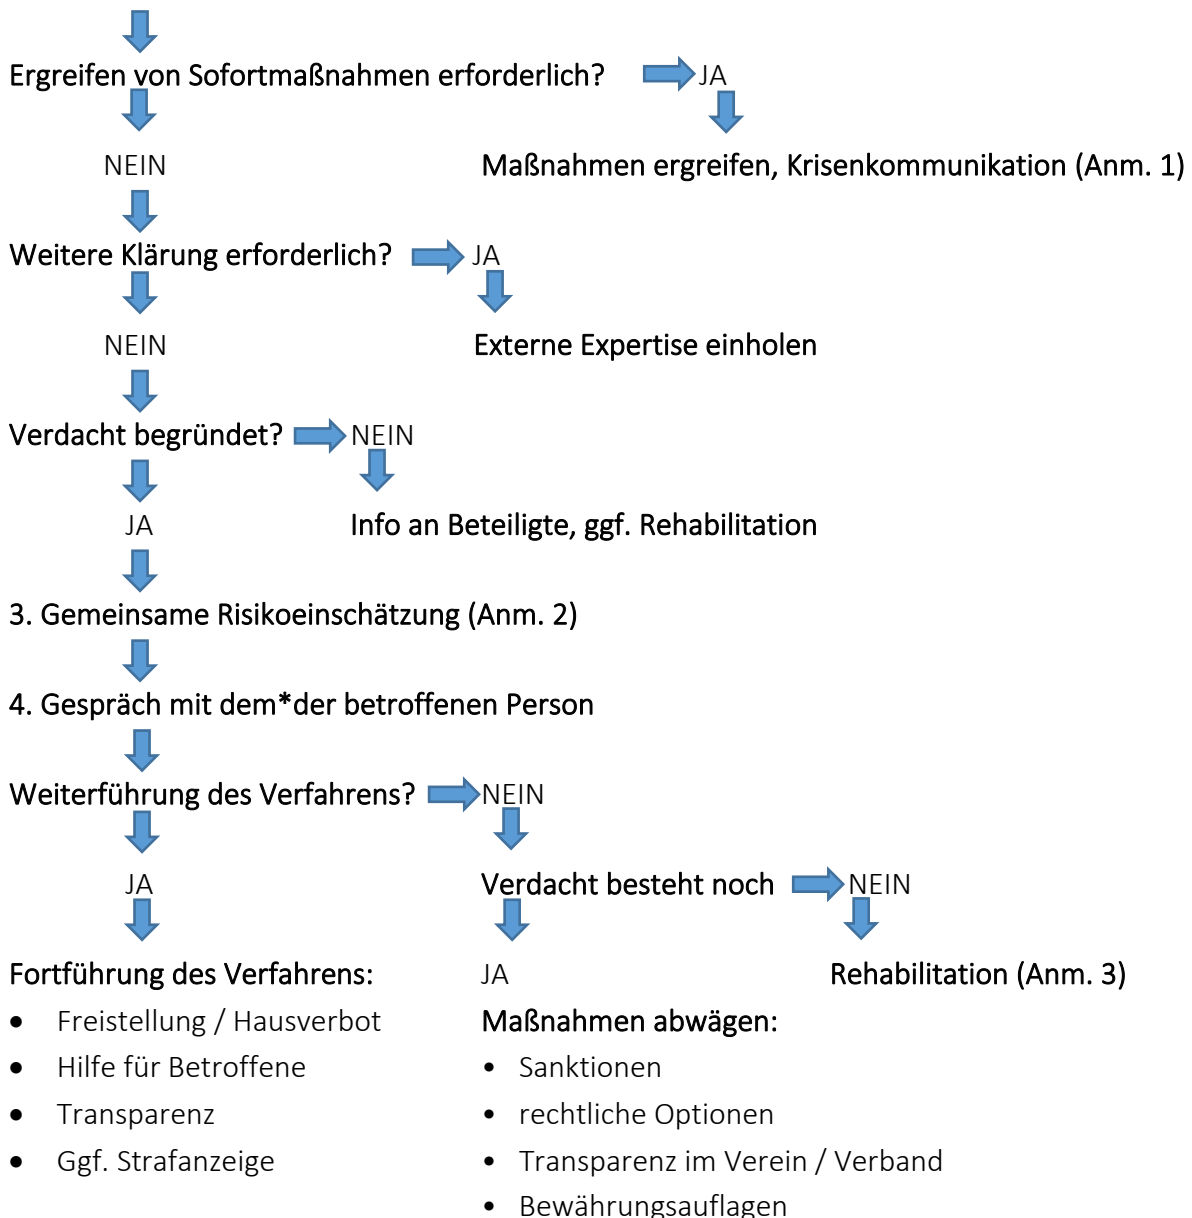 Ergreifen von Sofortmaßnahmen erforderlich? JA
NEIN Maßnahmen ergreifen, Krisenkommunikation (Anm. 1)
Weitere Klärung erforderlich? JA
NEIN Externe Expertise einholen
Verdacht begründet? NEIN
JA Info an Beteiligte, ggf. Rehabilitation
3. Gemeinsame Risikoeinschätzung (Anm. 2)
4. Gespräch mit dem*der betroffenen Person
Weiterführung des Verfahrens? NEIN
JA Verdacht besteht noch NEIN
Fortführung des Verfahrens: JA Rehabilitation (Anm. 3)
• Freistellung / Hausverbot Maßnahmen abwägen:
• Hilfe für Betroffene • Sanktionen
• Transparenz • rechtliche Optionen
• Ggf. Strafanzeige • Transparenz im Verein / Verband
• Bewährungsauflagen